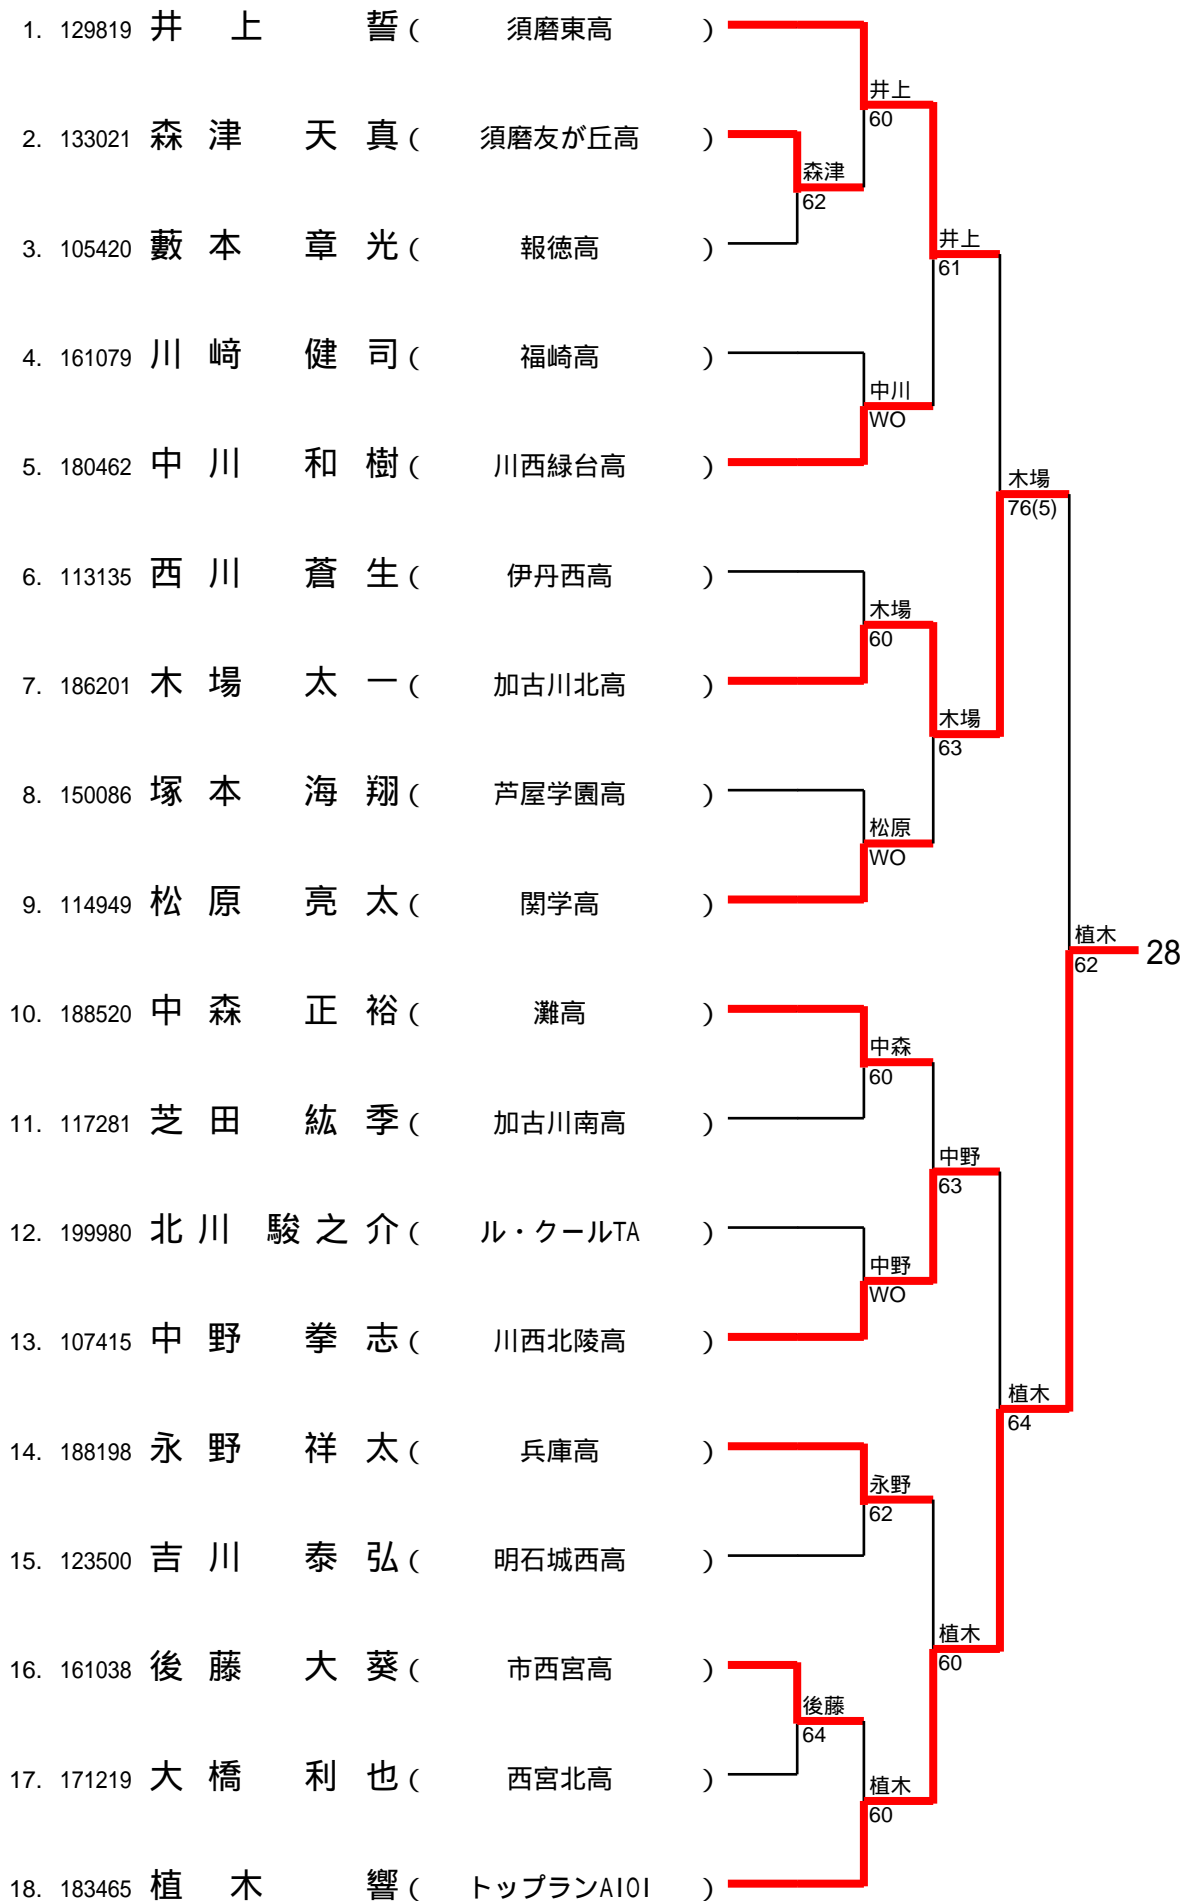 1. 129819 井上 誓 ( 須磨東高 )
井上
60
2. 133021 森津 天真 ( 須磨友が丘高 )
森津
62
3. 105420 藪本 章光 ( 報徳高 )
井上
61
4. 161079 川﨑 健司 ( 福崎高 )
中川
WO
5. 180462 中川 和樹 ( 川西緑台高 )
木場
76(5)
6. 113135 西川 蒼生 ( 伊丹西高 )
木場
60
7. 186201 木場 太一 ( 加古川北高 )
木場
63
8. 150086 塚本 海翔 ( 芦屋学園高 )
松原
WO
9. 114949 松原 亮太 ( 関学高 )
植木
62
28
10. 188520 中森 正裕 ( 灘高 )
中森
60
11. 117281 芝田 紘季 ( 加古川南高 )
中野
63
12. 199980 北川 駿之介 ( ル・クールTA )
中野
WO
13. 107415 中野 拳志 ( 川西北陵高 )
植木
64
14. 188198 永野 祥太 ( 兵庫高 )
永野
62
15. 123500 吉川 泰弘 ( 明石城西高 )
植木
60
16. 161038 後藤 大葵 ( 市西宮高 )
後藤
64
17. 171219 大橋 利也 ( 西宮北高 )
植木
60
18. 183465 植木 響 ( トップランAIOI )